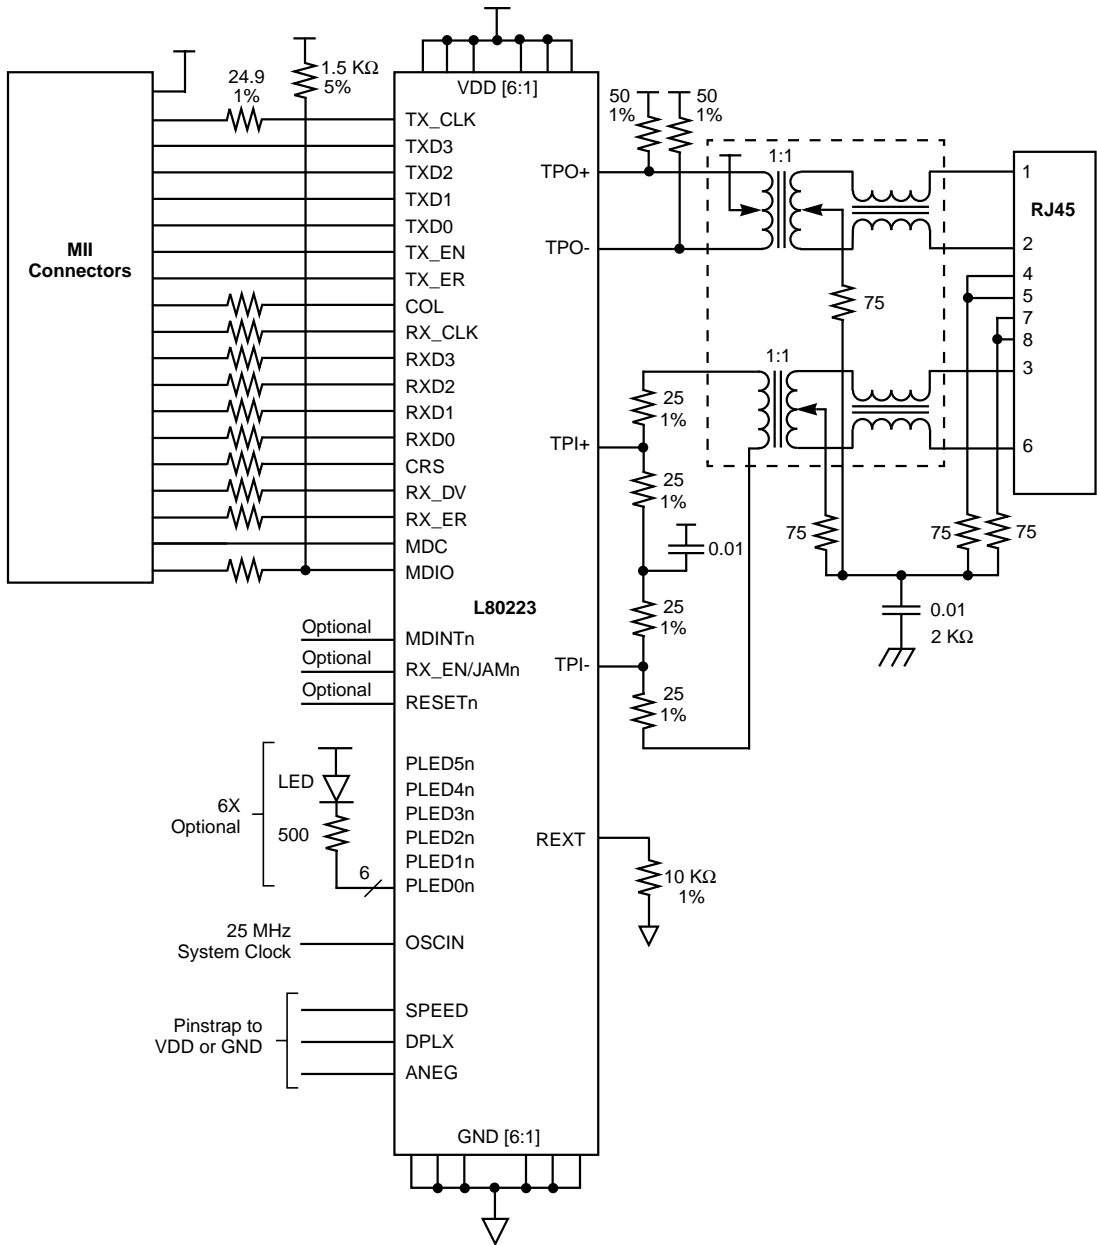 MII
Connectors
24.9
1%
1.5 KΩ
5%
VDD [6:1]
TX_CLK
TXD3
TXD2
TXD1
TXD0
TX_EN
TX_ER
COL
RX_CLK
RXD3
RXD2
RXD1
RXD0
CRS
RX_DV
RX_ER
MDC
MDIO
L80223
Optional
MDINTn
Optional
RX_EN/JAMn
Optional
RESETn
6X
Optional
LED
500
6
PLED5n
PLED4n
PLED3n
PLED2n
PLED1n
PLED0n
25 MHz
System Clock
OSCIN
Pinstrap to
VDD or GND
SPEED
DPLX
ANEG
GND [6:1]
TPO+
TPO-
TPI+
TPI-
REXT
50
1%
50
1%
1:1
75
1:1
25
1%
25
1%
0.01
25
1%
25
1%
75
75
75
0.01
2 KΩ
10 KΩ
1%
RJ45
1
2
4
5
7
8
3
6